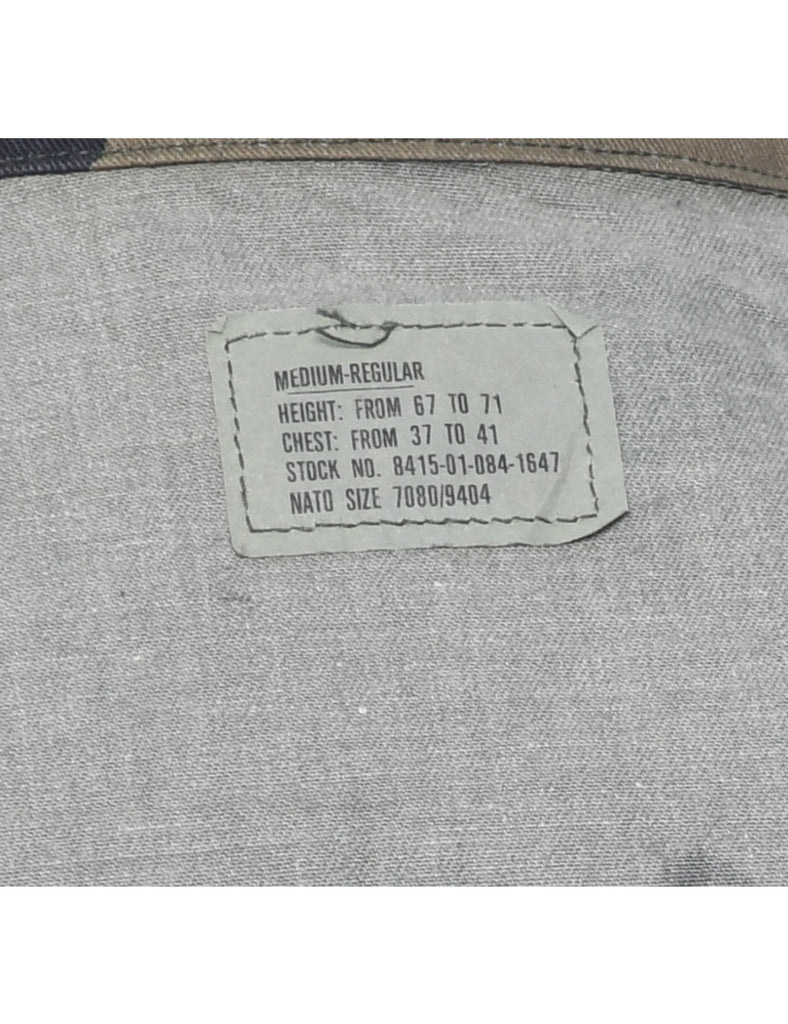 MEDIUM-REGULAR
HEIGHT: FROM 67 TO 71
CHEST: FROM 37 TO 41
STOCK NO. 8415-01-084-1647
NATO SIZE 7080/9404